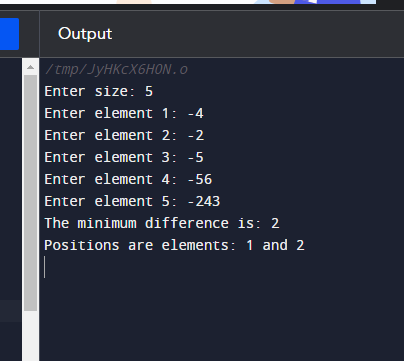 Output
/tmp/JyHKcX6HON.o
Enter size: 5
Enter element 1: -4
Enter element 2: -2
Enter element 3: -5
Enter element 4: -56
Enter element 5: -243
The minimum difference is: 2
Positions are elements: 1 and 2